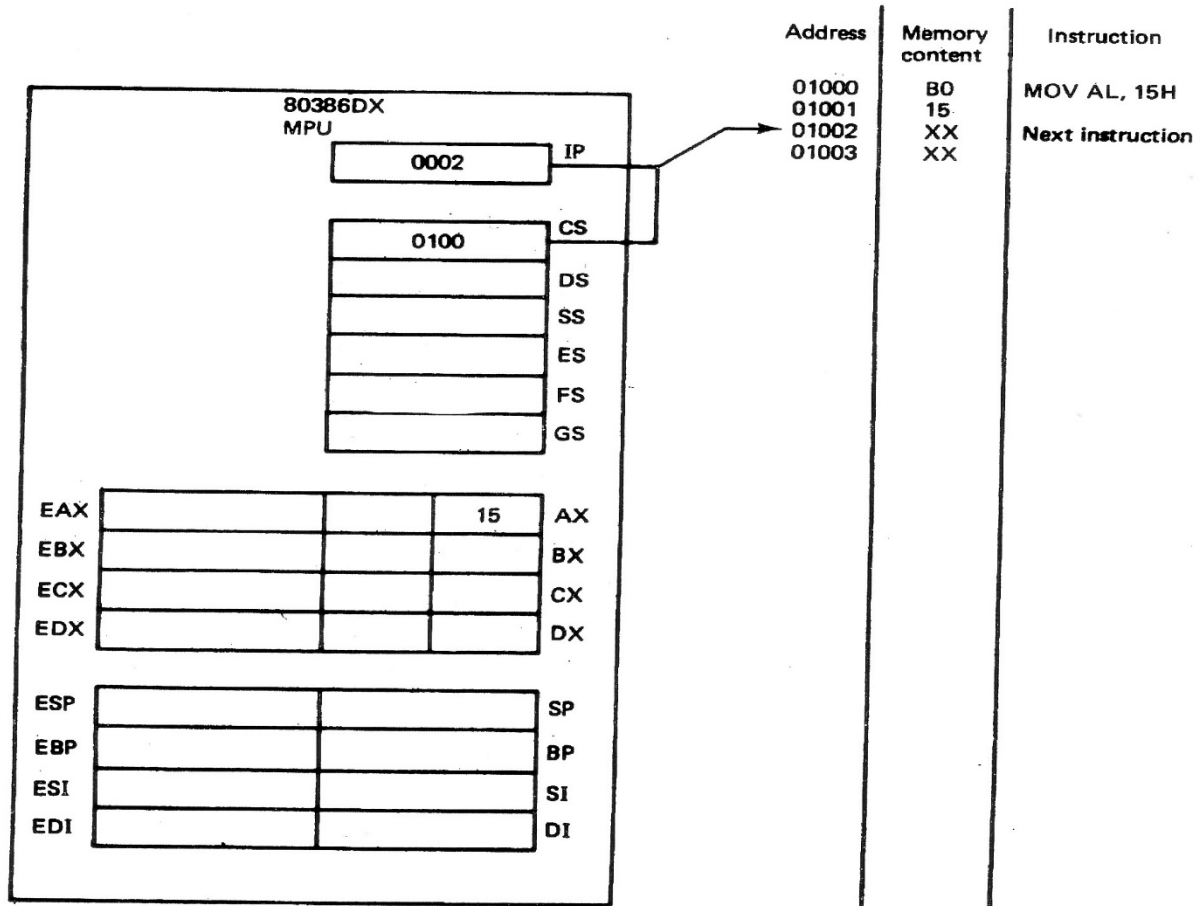 80386DX
MPU
0002 IP
0100 CS
DS
SS
ES
FS
GS
EAX 15 AX
EBX BX
ECX CX
EDX DX
ESP SP
EBP BP
ESI SI
EDI DI
Address Memory content Instruction
01000 B0 MOV AL, 15H
01001 15
01002 XX Next instruction
01003 XX